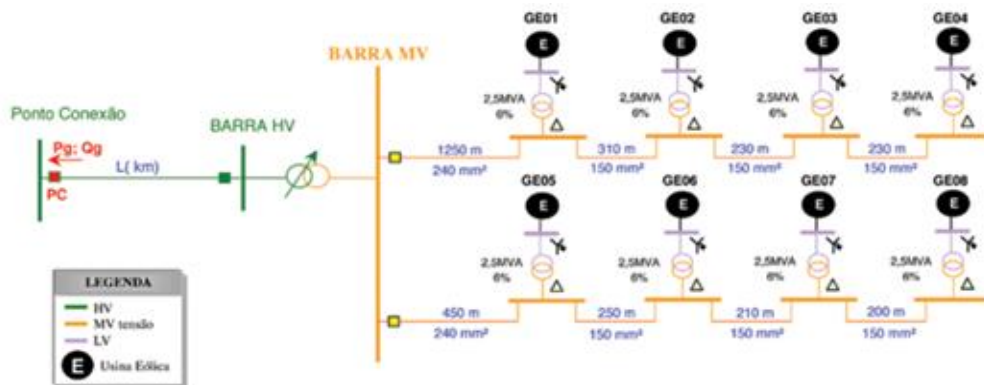 GE01 GE02 GE03 GE04
E E E E
BARRA MV
2,5MVA 2,5MVA 2,5MVA 2,5MVA
6% 6% 6% 6%
Ponto Conexão
BARRA HV
Pg; Qg
L( km)
PC
1250 m 310 m 230 m 230 m
240 mm² 150 mm² 150 mm² 150 mm²
GE05 GE06 GE07 GE08
E E E E
2,5MVA 2,5MVA 2,5MVA 2,5MVA
6% 6% 6% 6%
450 m 250 m 210 m 200 m
240 mm² 150 mm² 150 mm² 150 mm²
LEGENDA
HV
MV tensão
LV
E Usina Eólica